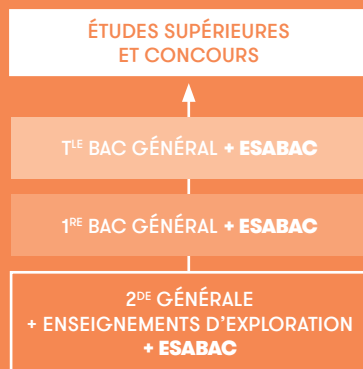 ÉTUDES SUPÉRIEURES
ET CONCOURS
TLE BAC GÉNÉRAL + ESABAC
1RE BAC GÉNÉRAL + ESABAC
2DE GÉNÉRALE
+ ENSEIGNEMENTS D'EXPLORATION
+ ESABAC